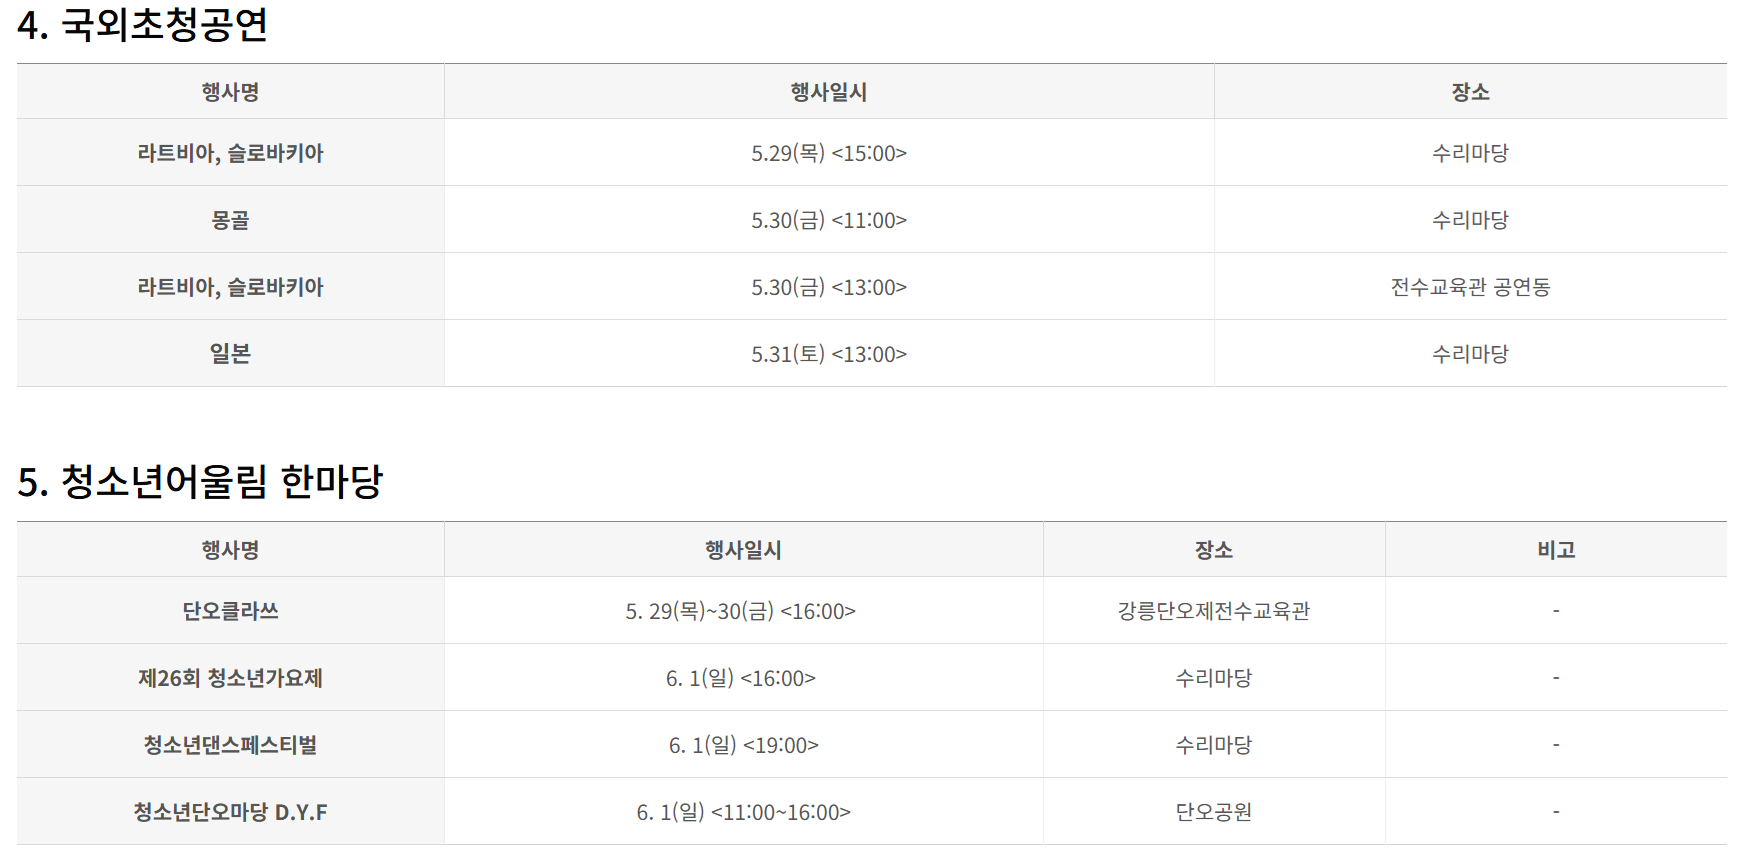 4. 국외초청공연
행사명 행사일시 장소
라트비아, 슬로바키아 5.29(목) <15:00> 수리마당
몽골 5.30(금) <11:00> 수리마당
라트비아, 슬로바키아 5.30(금) <13:00> 전수교육관 공연동
일본 5.31(토) <13:00> 수리마당
5. 청소년어울림 한마당
행사명 행사일시 장소 비고
단오클라쓰 5. 29(목)~30(금) <16:00> 강릉단오제전수교육관 -
제26회 청소년가요제 6. 1(일) <16:00> 수리마당 -
청소년댄스페스티벌 6. 1(일) <19:00> 수리마당 -
청소년단오마당 D.Y.F 6. 1(일) <11:00~16:00> 단오공원 -